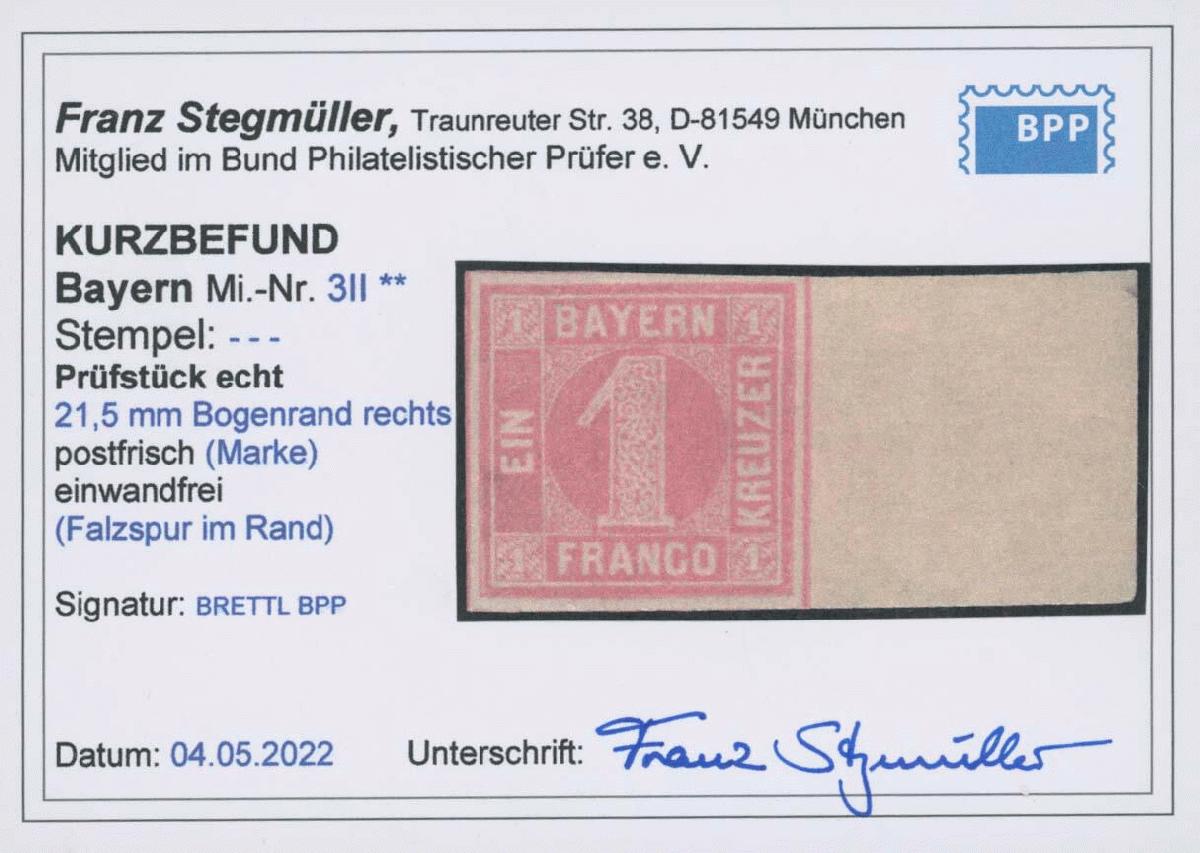 Franz Stegmüller, Traunreuter Str. 38, D-81549 München
Mitglied im Bund Philatelistischer Prüfer e. V.
BPP
KURZBEFUND
Bayern Mi.-Nr. 3II **
Stempel: - - -
Prüfstück echt
21,5 mm Bogenrand rechts
postfrisch (Marke)
einwandfrei
(Falzspur im Rand)
Signatur: BRETTL BPP
1 BAYERN 1
EIN
1
KREUZER
1 FRANCO 1
Datum: 04.05.2022 Unterschrift: Franz Stegmüller